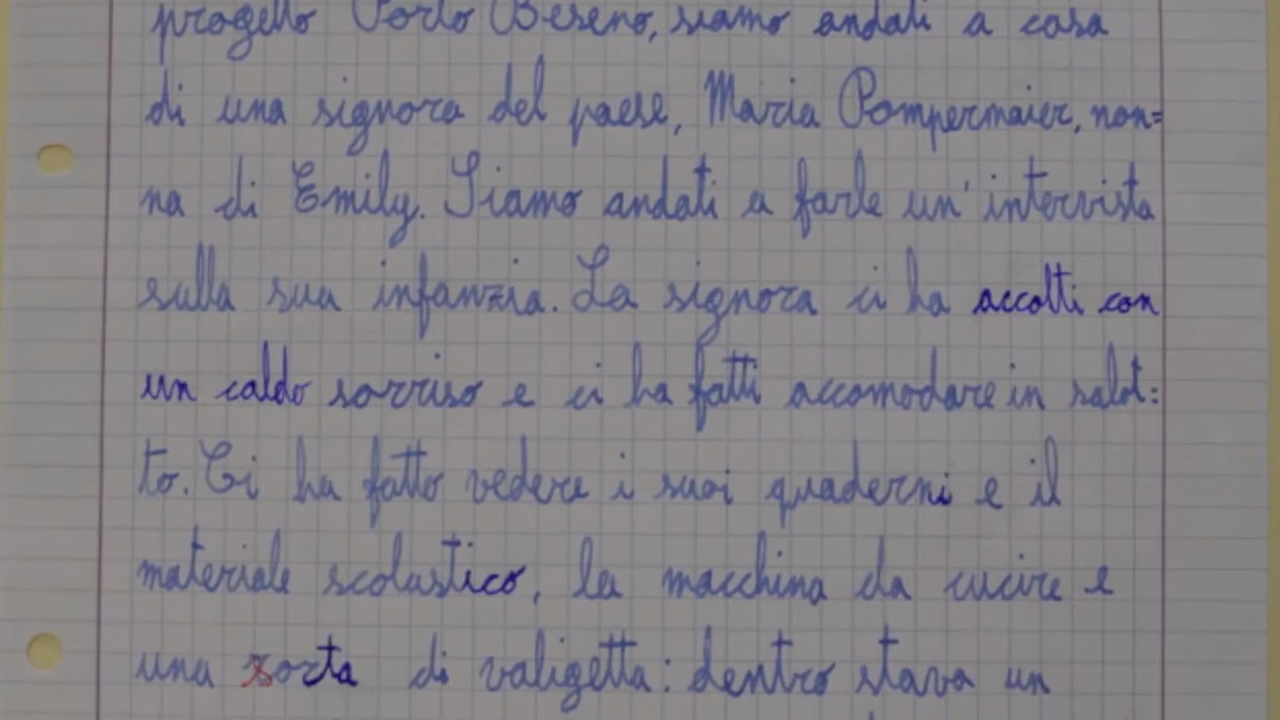 progetto Porto Beseno, siamo andati a casa
di una signora del paese, Maria Pompermaier, non=
na di Emily. Siamo andati a farle un'intervista
sulla sua infanzia. La signora ci ha accolti con
un caldo sorriso e ci ha fatti accomodare in salot=
to. Ci ha fatto vedere i suoi quaderni e il
materiale scolastico, la macchina da cucire e
una sorta di valigetta: dentro stava un